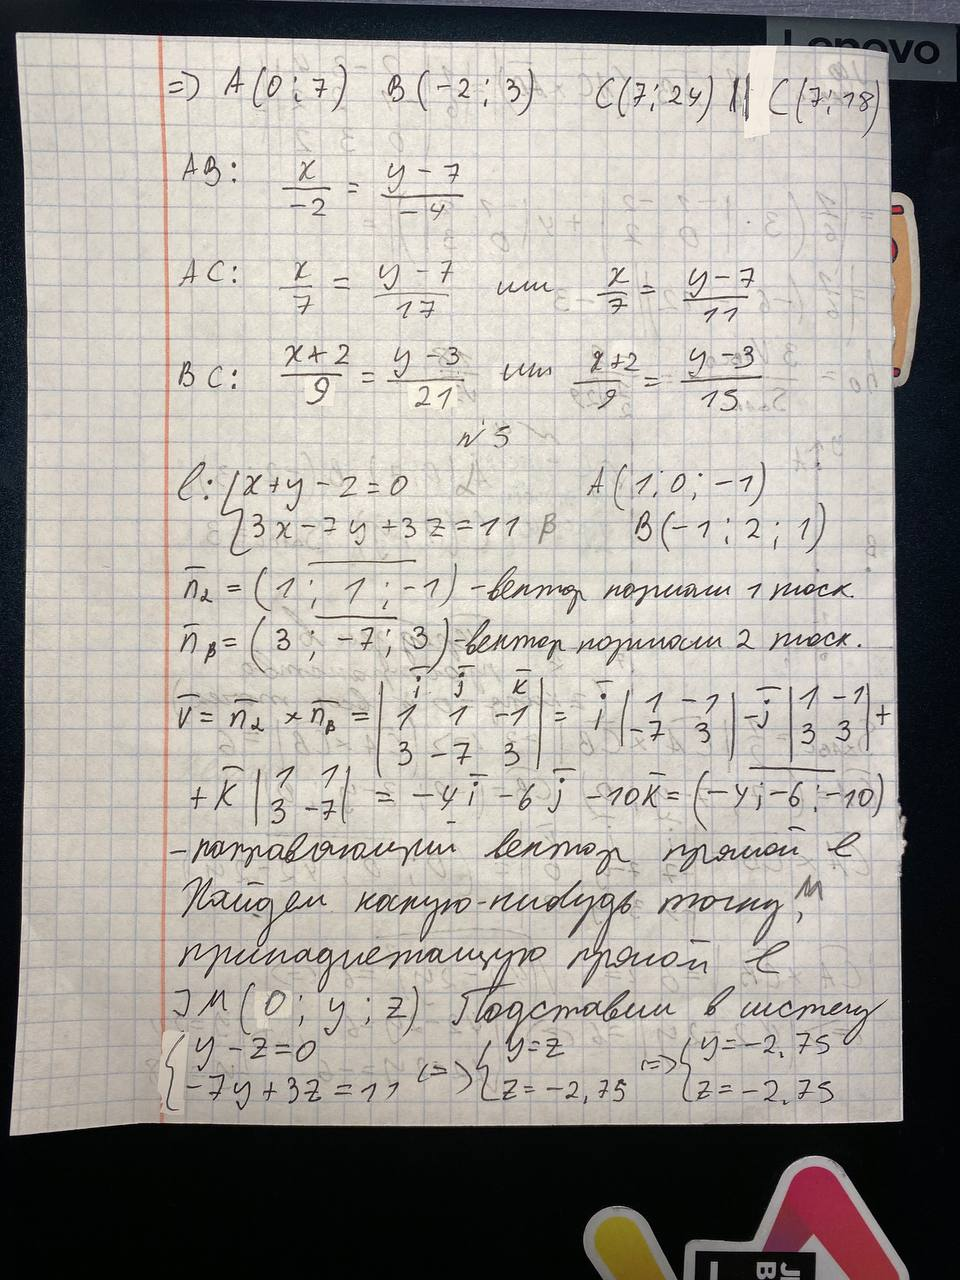 Lenovo
=> A(0; 7) B(-2; 3) C(7; 24) || C(7; 18)
AB: x/-2 = (y-7)/-4
AC: x/7 = (y-7)/17 или x/7 = (y-7)/11
BC: (x+2)/9 = (y-3)/21 или (x+2)/9 = (y-3)/15
№5
l: { x+y-z=0 A(1; 0; -1)
{ 3x-7y+3z=11 β B(-1; 2; 1)
n̄α = (1; 1; -1) - вектор нормали 1 плоск.
n̄β = (3; -7; 3) - вектор нормали 2 плоск.
v̄ = n̄α × n̄β = | ī j̄ k̄ ; 1 1 -1 ; 3 -7 3 | = ī | 1 -1 ; -7 3 | - j̄ | 1 -1 ; 3 3 | +
+ k̄ | 1 1 ; 3 -7 | = -4ī -6j̄ -10k̄ = (-4; -6; -10)
- направляющий вектор прямой l
Найдем какую-нибудь точку M,
принадлежащую прямой l
JM(0; y; z) Подставим в систему
{ y-z=0 ; -7y+3z=11 <=> { y=z ; z=-2,75 <=> { y=-2,75 ; z=-2,75